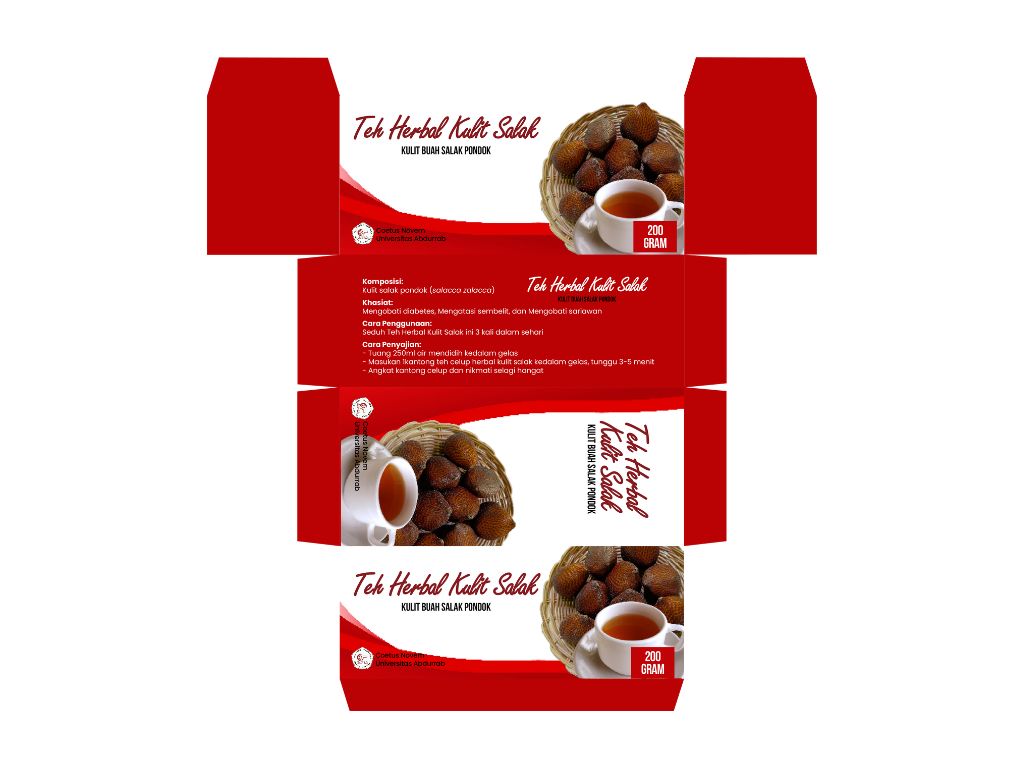 Teh Herbal Kulit Salak
KULIT BUAH SALAK PONDOK
Coetus Novem
Universitas Abdurrab
200
GRAM
Komposisi:
Kulit salak pondok (salacca zalacca)
Teh Herbal Kulit Salak
KULIT BUAH SALAK PONDOK
Khasiat:
Mengobati diabetes, Mengatasi sembelit, dan Mengobati sariawan
Cara Penggunaan:
Seduh Teh Herbal Kulit Salak ini 3 kali dalam sehari
Cara Penyajian:
- Tuang 250ml air mendidih kedalam gelas
- Masukan 1kantong teh celup herbal kulit salak kedalam gelas, tunggu 3-5 menit
- Angkat kantong celup dan nikmati selagi hangat
Coetus Novem
Universitas Abdurrab
Teh Herbal
Kulit Salak
KULIT BUAH SALAK PONDOK
Teh Herbal Kulit Salak
KULIT BUAH SALAK PONDOK
Coetus Novem
Universitas Abdurrab
200
GRAM